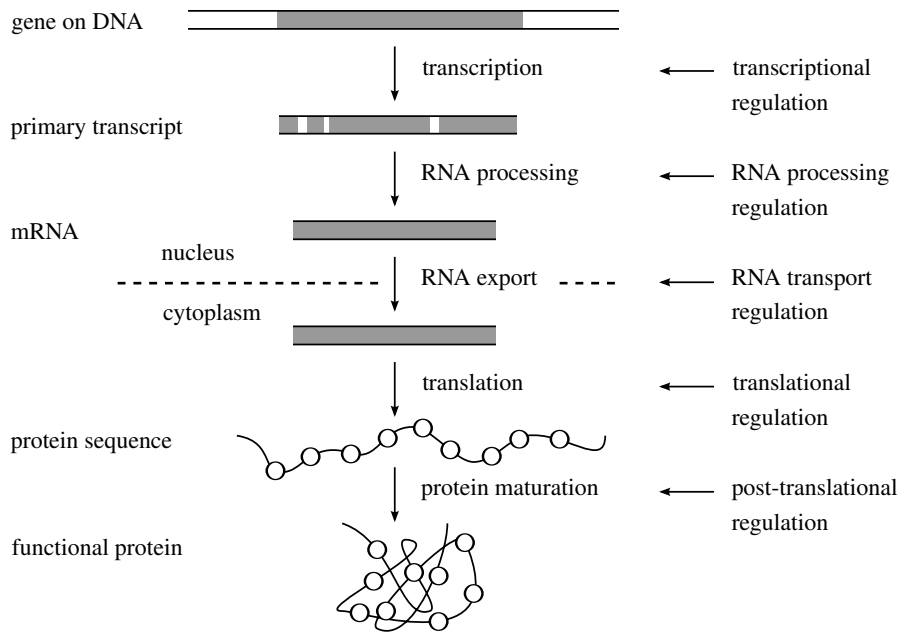 gene on DNA
transcription
transcriptional
regulation
primary transcript
RNA processing
RNA processing
regulation
mRNA
nucleus
RNA export
RNA transport
regulation
cytoplasm
translation
translational
regulation
protein sequence
protein maturation
post-translational
regulation
functional protein